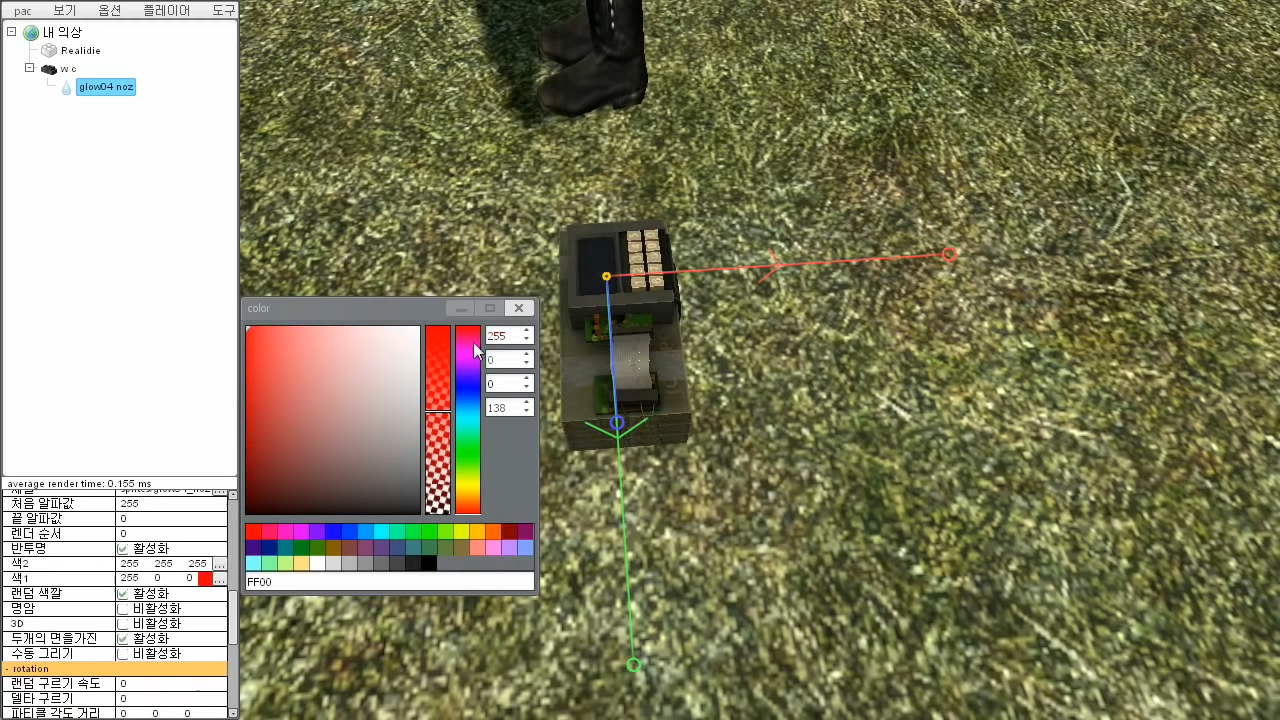 pac 보기 옵션 플레이어 도구
내 의상
Realidie
w c
glow04 noz
color
255
0
0
138
FF00
average render time: 0.155 ms
처음 알파값 255
끝 알파값 0
렌더 순서 0
반투명 활성화
색2 255 255 255 ...
색1 255 0 0 ...
랜덤 색깔 활성화
명암 비활성화
3D 비활성화
두개의 면을가진 활성화
수동 그리기 비활성화
- rotation
랜덤 구르기 속도 0
델타 구르기 0
파티클 각도 거리 0 0 0